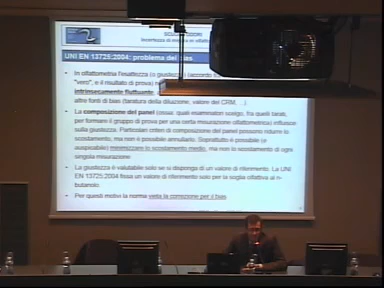 UNI EN 13725:2004: problema del bias
In olfattometria l'esattezza (o giustezza) (accordo
"vero", e il risultato di prova)
intrinsecamente fluttuante
altre fonti di bias (taratura della diluizione, valore del CRM, ...)
La composizione del panel (ossia: quali esaminatori scelgo, fra quelli tarati,
per formare il gruppo di prova per una certa misurazione olfattometrica) influisce
sulla giustezza. Particolari criteri di composizione del panel possono ridurre lo
scostamento, ma non è possibile annullarlo. Soprattutto è possibile (e
auspicabile) minimizzare lo scostamento medio, ma non lo scostamento di ogni
singola misurazione
La giustezza è valutabile solo se si dispone di un valore di riferimento. La UNI
EN 13725:2004 fissa un valore di riferimento solo per la soglia olfattiva al n-
butanolo
Per questi motivi la norma vieta la correzione per il bias